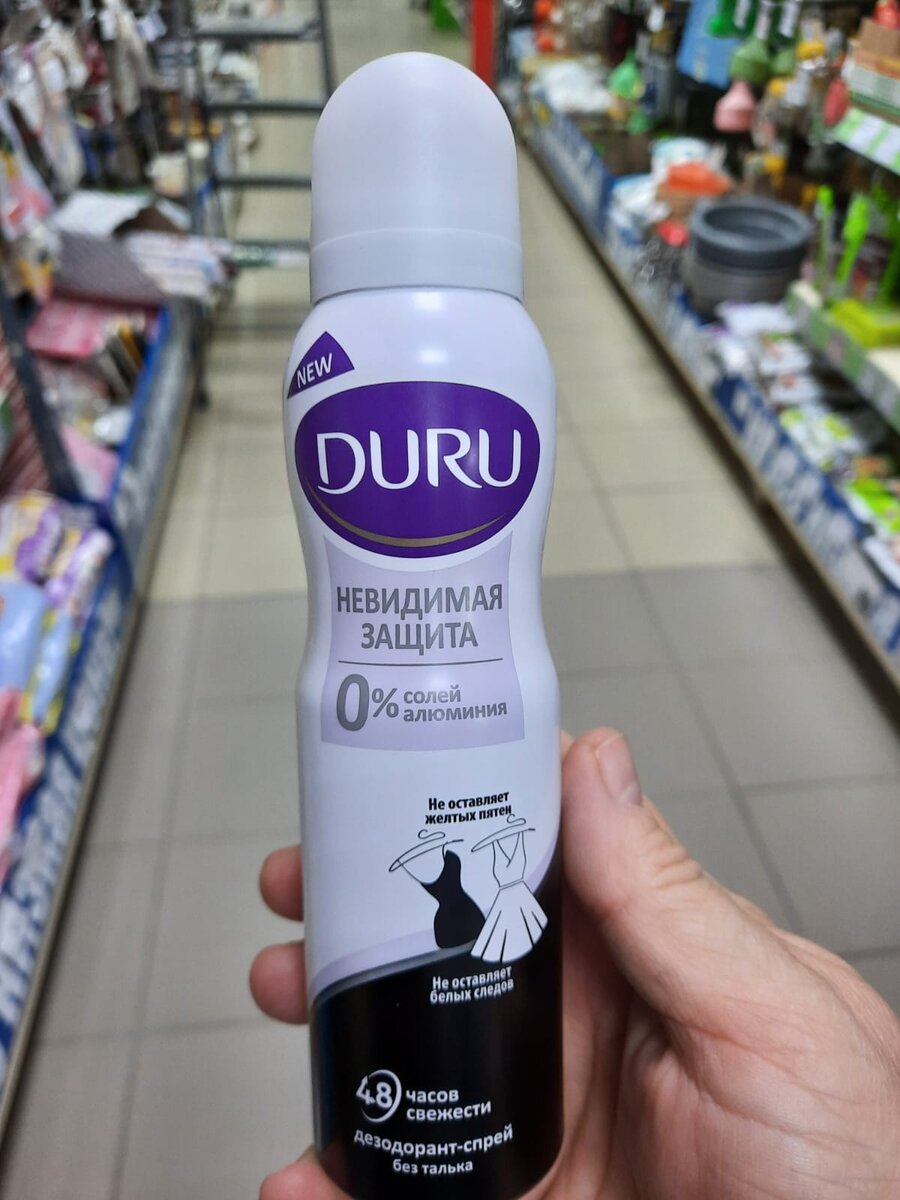 NEW
DURU
НЕВИДИМАЯ
ЗАЩИТА
0% солей
алюминия
Не оставляет
желтых пятен
Не оставляет
белых следов
48 часов
свежести
дезодорант-спрей
без талька